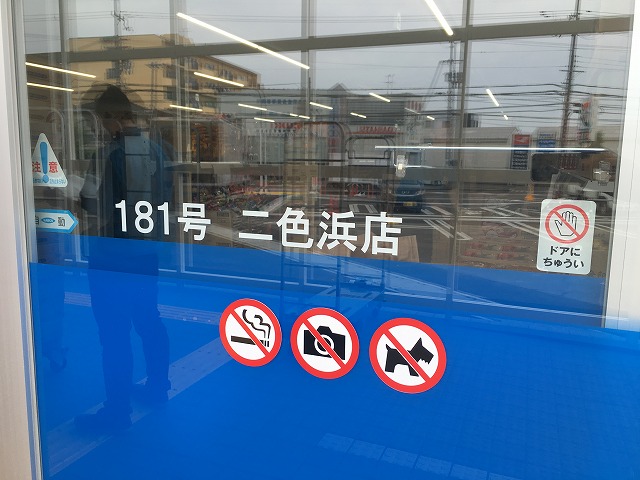 注意
自動
181号 二色浜店
ドアに
ちゅうい